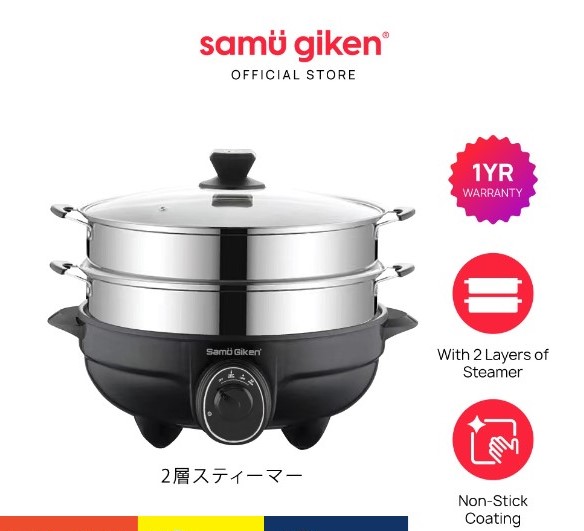 samü giken®
OFFICIAL STORE
1YR
WARRANTY
Samü Giken
With 2 Layers of
Steamer
2層スティーマー
Non-Stick
Coating